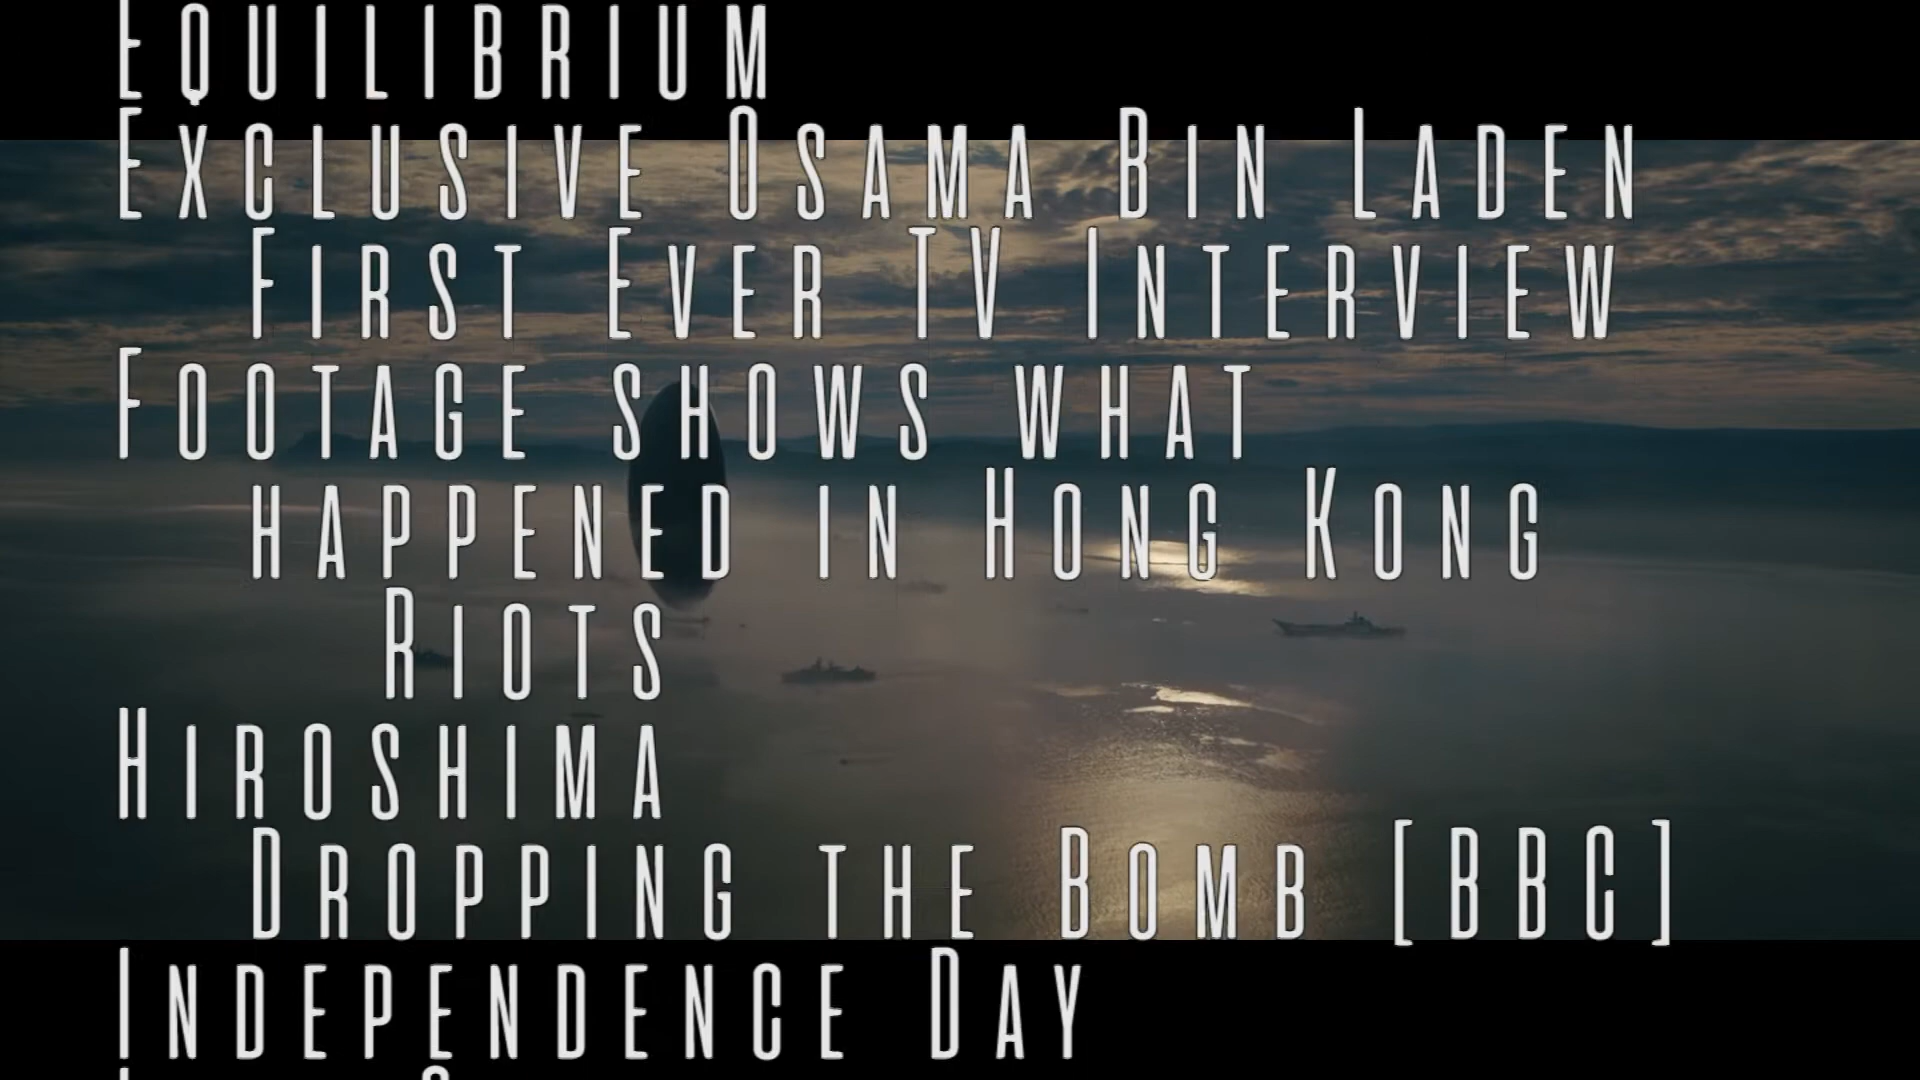 Equilibrium
Exclusive Osama Bin Laden
First Ever TV Interview
Footage shows what
happened in Hong Kong
Riots
Hiroshima
Dropping the Bomb [BBC]
Independence Day